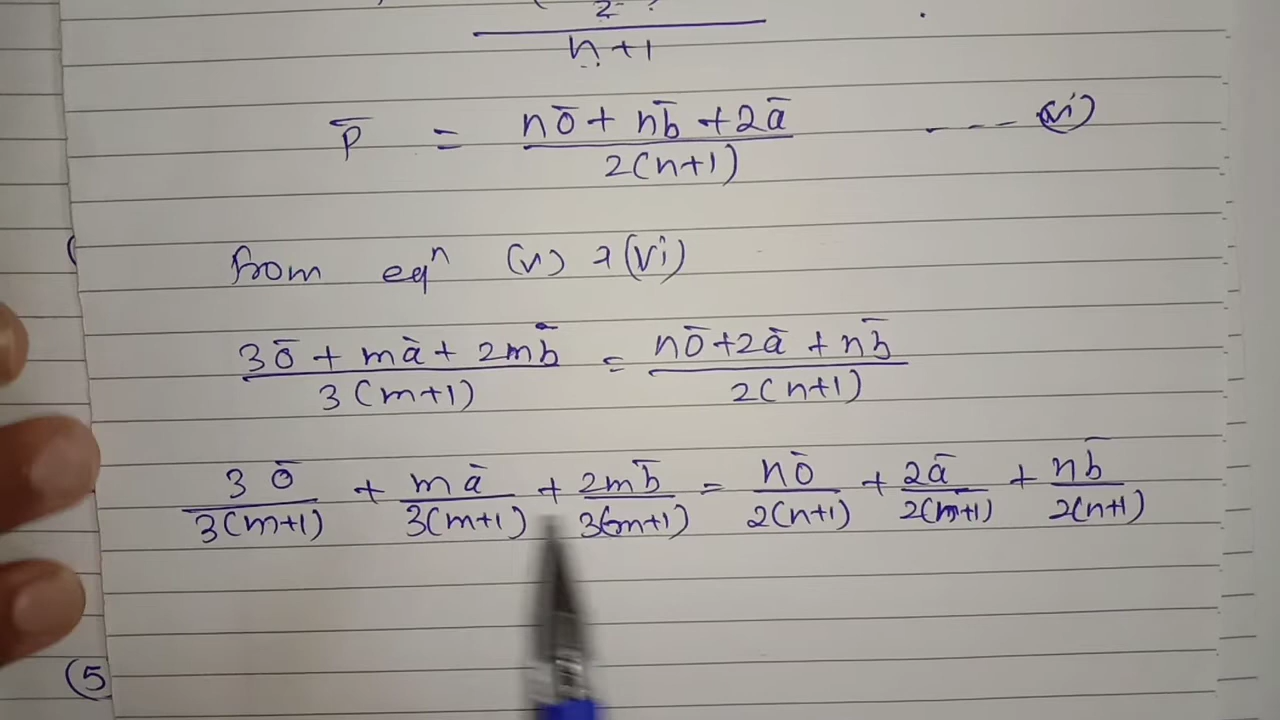 2
n+1
p̄ = (nō + nb̄ + 2ā) / 2(n+1) ---- (vi)
from eqⁿ (v) & (vi)
(3ō + mā + 2mb̄) / 3(m+1) = (nō + 2ā + nb̄) / 2(n+1)
3ō / 3(m+1) + mā / 3(m+1) + 2mb̄ / 3(m+1) = nō / 2(n+1) + 2ā / 2(n+1) + nb̄ / 2(n+1)
(5